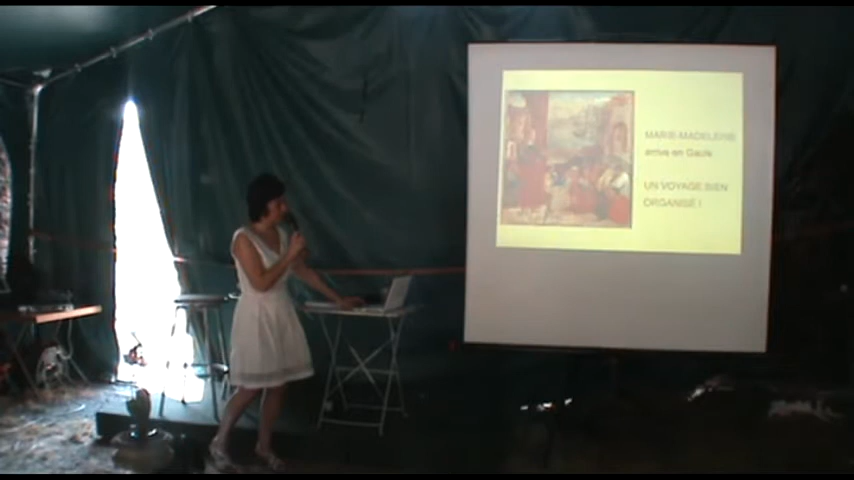 MARIE-MADELEINE
arrive en Gaule
UN VOYAGE BIEN
ORGANISÉ !